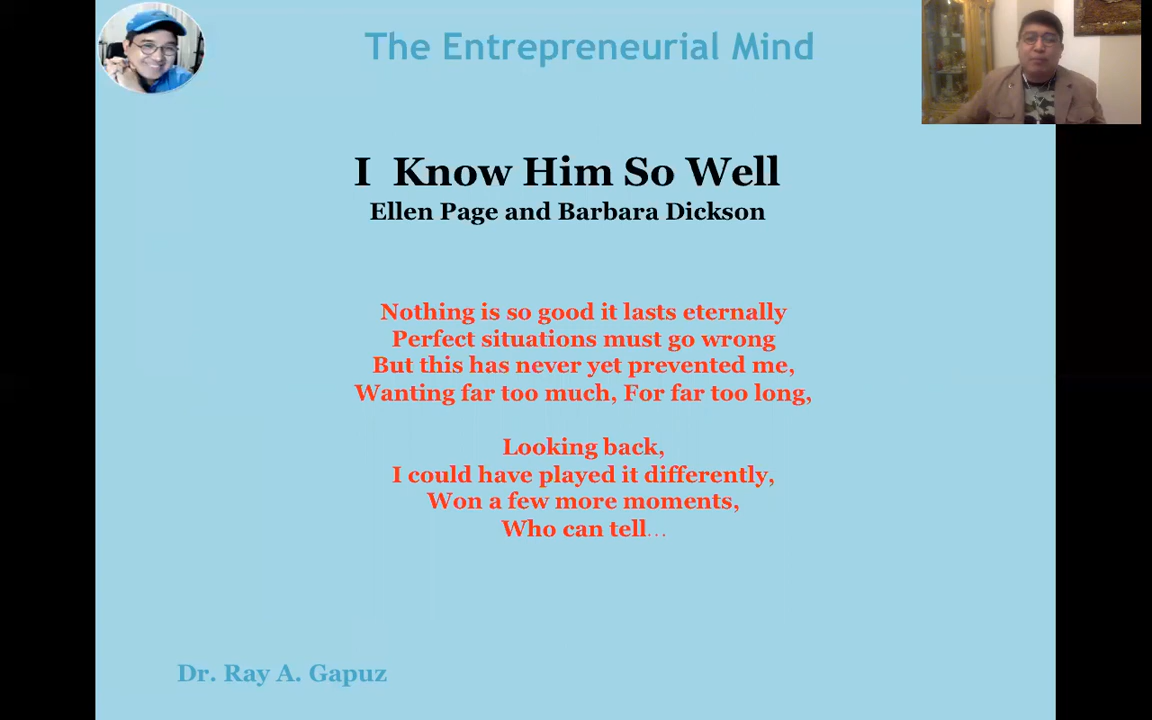 The Entrepreneurial Mind
I Know Him So Well
Ellen Page and Barbara Dickson
Nothing is so good it lasts eternally
Perfect situations must go wrong
But this has never yet prevented me,
Wanting far too much, For far too long,
Looking back,
I could have played it differently,
Won a few more moments,
Who can tell...
Dr. Ray A. Gapuz